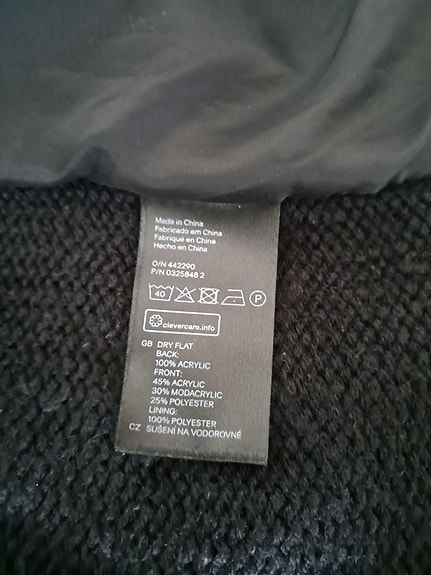 Made in China
Fabricado em China
Fabriqué en Chine
Hecho en China
O/N 442290
P/N 0325848 2
40 P
clevercare.info
GB DRY FLAT
BACK:
100% ACRYLIC
FRONT:
45% ACRYLIC
30% MODACRYLIC
25% POLYESTER
LINING:
100% POLYESTER
CZ SUŠENÍ NA VODOROVNÉ